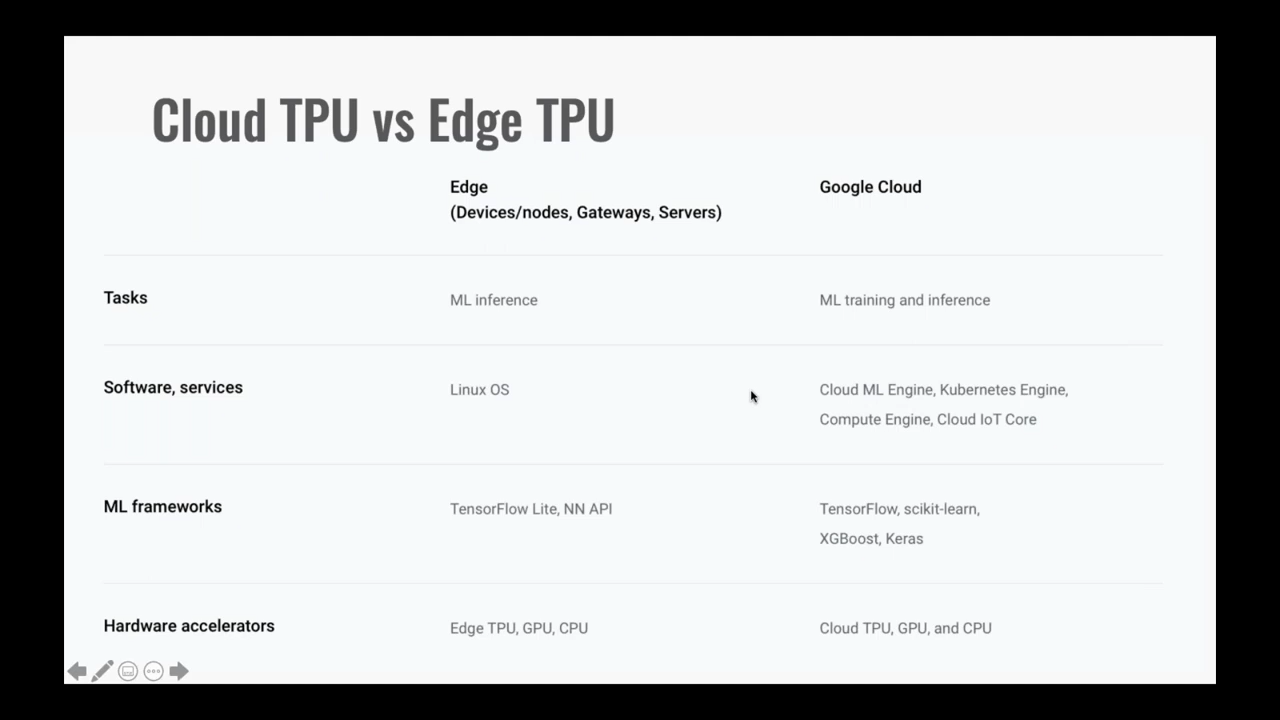 Cloud TPU vs Edge TPU
Edge
(Devices/nodes, Gateways, Servers)
Google Cloud
Tasks
ML inference
ML training and inference
Software, services
Linux OS
Cloud ML Engine, Kubernetes Engine,
Compute Engine, Cloud IoT Core
ML frameworks
TensorFlow Lite, NN API
TensorFlow, scikit-learn,
XGBoost, Keras
Hardware accelerators
Edge TPU, GPU, CPU
Cloud TPU, GPU, and CPU